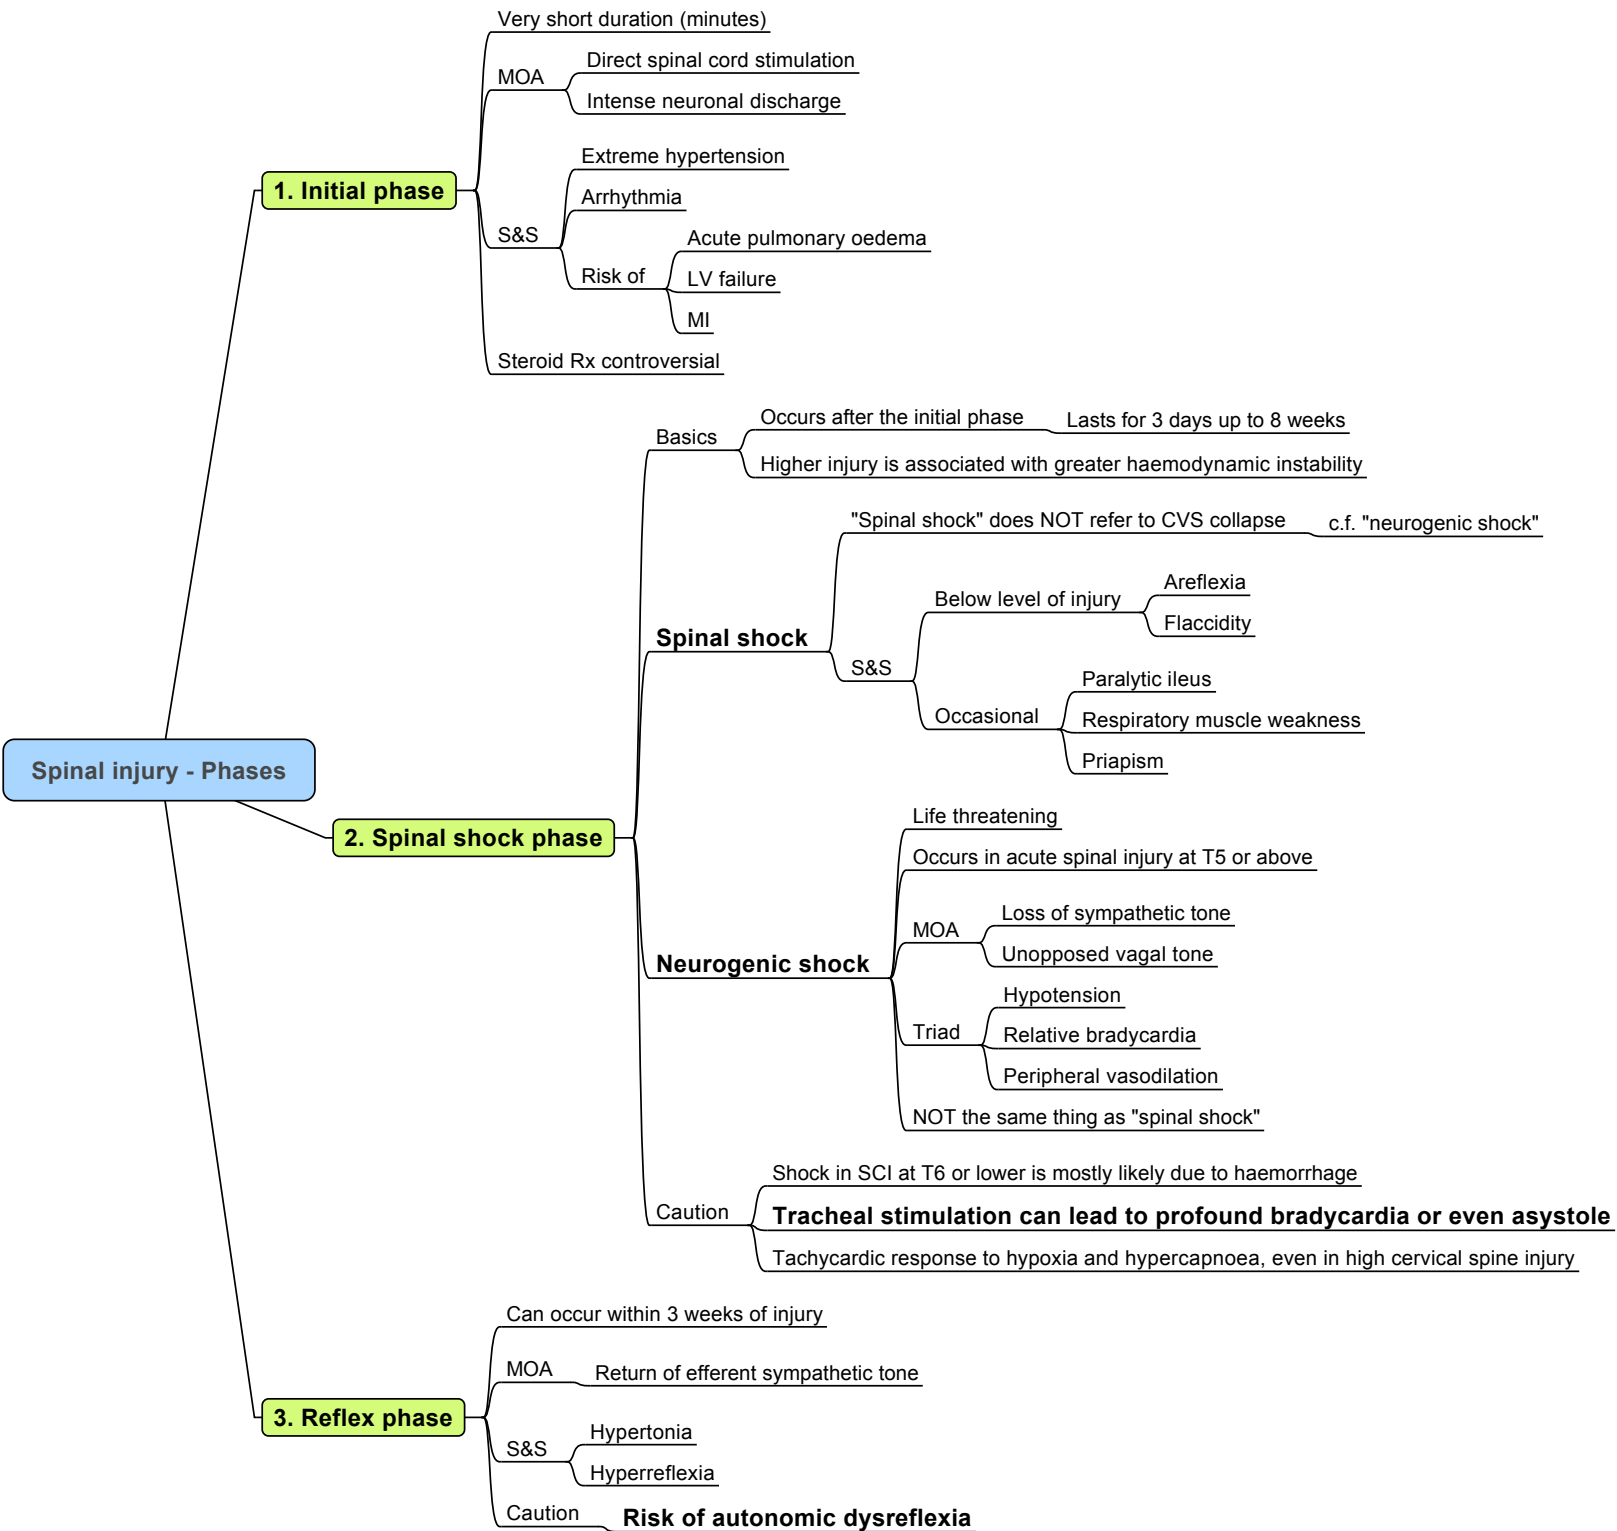 Spinal injury - Phases
1. Initial phase
Very short duration (minutes)
MOA
Direct spinal cord stimulation
Intense neuronal discharge
S&S
Extreme hypertension
Arrhythmia
Risk of
Acute pulmonary oedema
LV failure
MI
Steroid Rx controversial
2. Spinal shock phase
Basics
Occurs after the initial phase
Lasts for 3 days up to 8 weeks
Higher injury is associated with greater haemodynamic instability
Spinal shock
"Spinal shock" does NOT refer to CVS collapse
c.f. "neurogenic shock"
S&S
Below level of injury
Areflexia
Flaccidity
Occasional
Paralytic ileus
Respiratory muscle weakness
Priapism
Neurogenic shock
Life threatening
Occurs in acute spinal injury at T5 or above
MOA
Loss of sympathetic tone
Unopposed vagal tone
Triad
Hypotension
Relative bradycardia
Peripheral vasodilation
NOT the same thing as "spinal shock"
Caution
Shock in SCI at T6 or lower is mostly likely due to haemorrhage
Tracheal stimulation can lead to profound bradycardia or even asystole
Tachycardic response to hypoxia and hypercapnoea, even in high cervical spine injury
3. Reflex phase
Can occur within 3 weeks of injury
MOA
Return of efferent sympathetic tone
S&S
Hypertonia
Hyperreflexia
Caution
Risk of autonomic dysreflexia